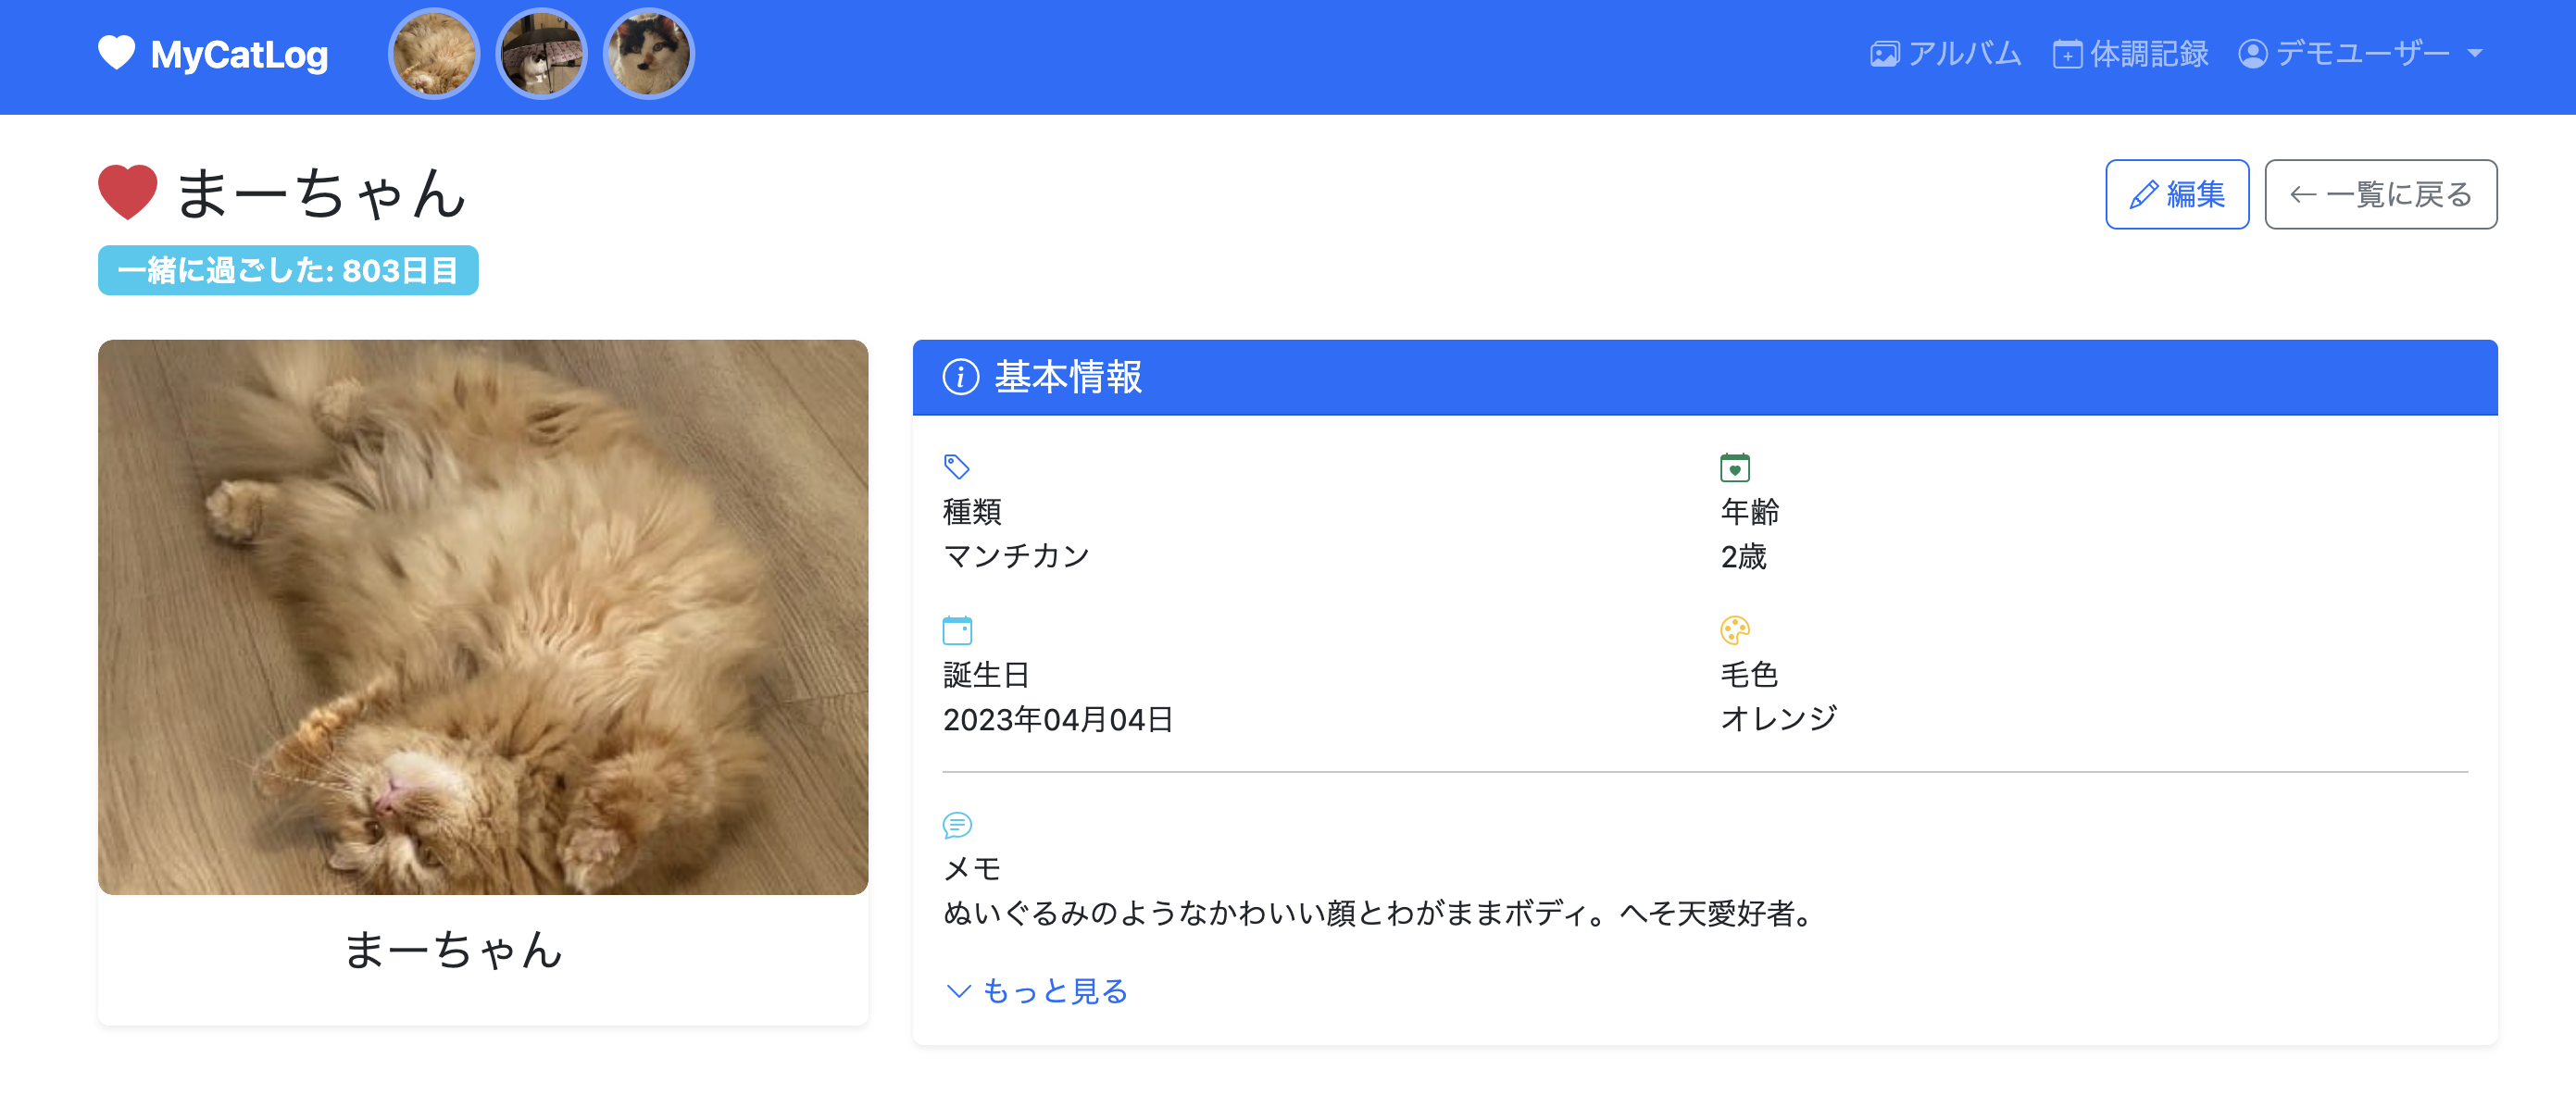 MyCatLog
アルバム
体調記録
デモユーザー
まーちゃん
編集
一覧に戻る
一緒に過ごした: 803日目
まーちゃん
基本情報
種類
マンチカン
年齢
2歳
誕生日
2023年04月04日
毛色
オレンジ
メモ
ぬいぐるみのようなかわいい顔とわがままボディ。へそ天愛好者。
もっと見る